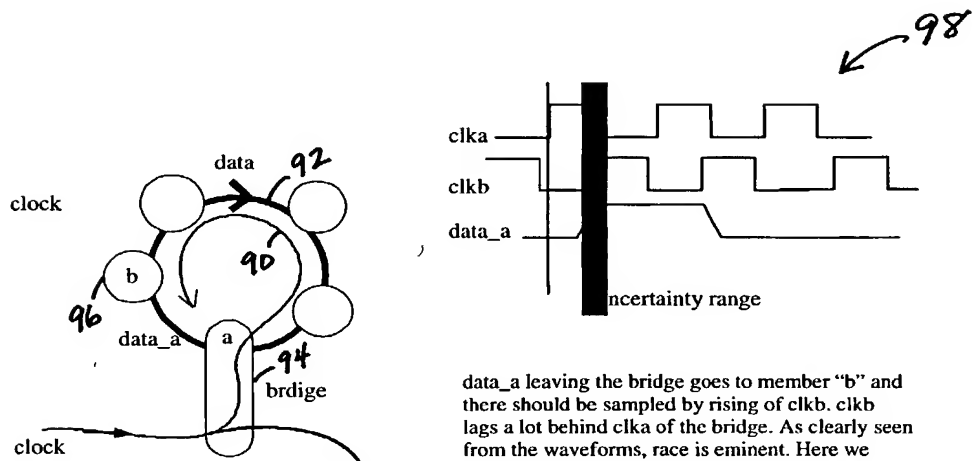 98
clka
clkb
data_a
ncertainty range
data
92
clock
90
b
96
data_a
a
94
brdige
clock
data_a leaving the bridge goes to member “b” and
there should be sampled by rising of clkb. clkb
lags a lot behind clka of the bridge. As clearly seen
from the waveforms, race is eminent. Here we